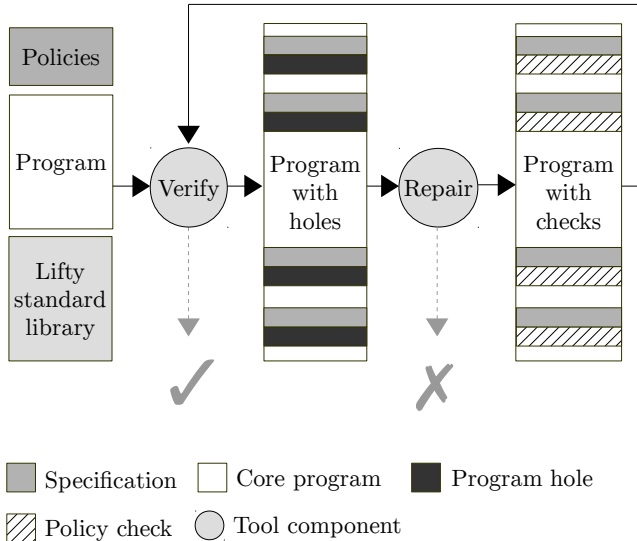 Policies
Program
Lifty
standard
library
Verify
Program
with
holes
Repair
Program
with
checks
Specification
Core program
Program hole
Policy check
Tool component